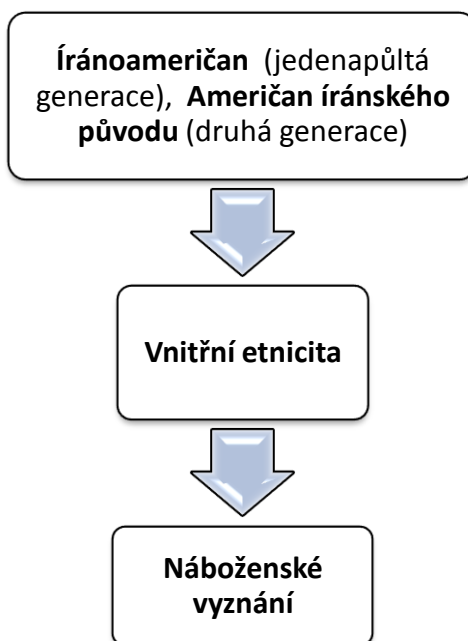 Íránoameričan (jedenapůltá
generace), Američan íránského
původu (druhá generace)
Vnitřní etnicita
Náboženské
vyznání